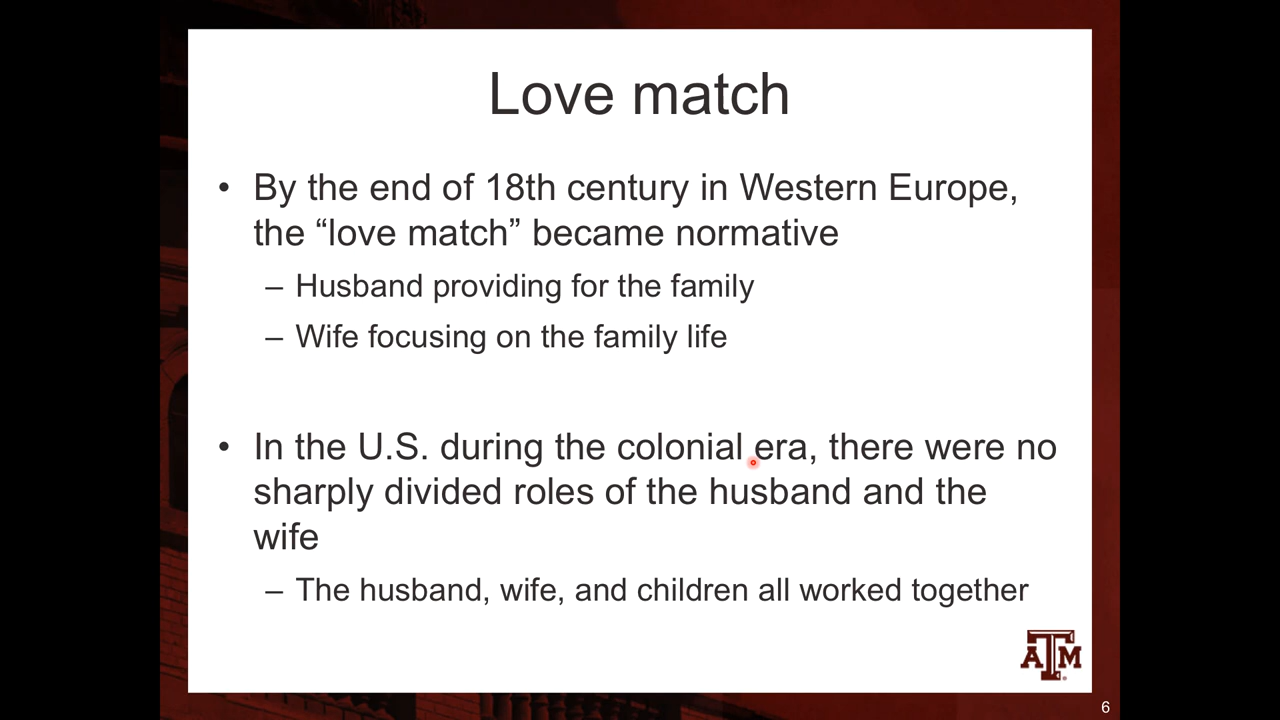 Love match
• By the end of 18th century in Western Europe,
the “love match” became normative
– Husband providing for the family
– Wife focusing on the family life
• In the U.S. during the colonial era, there were no
sharply divided roles of the husband and the
wife
– The husband, wife, and children all worked together
ATM
6